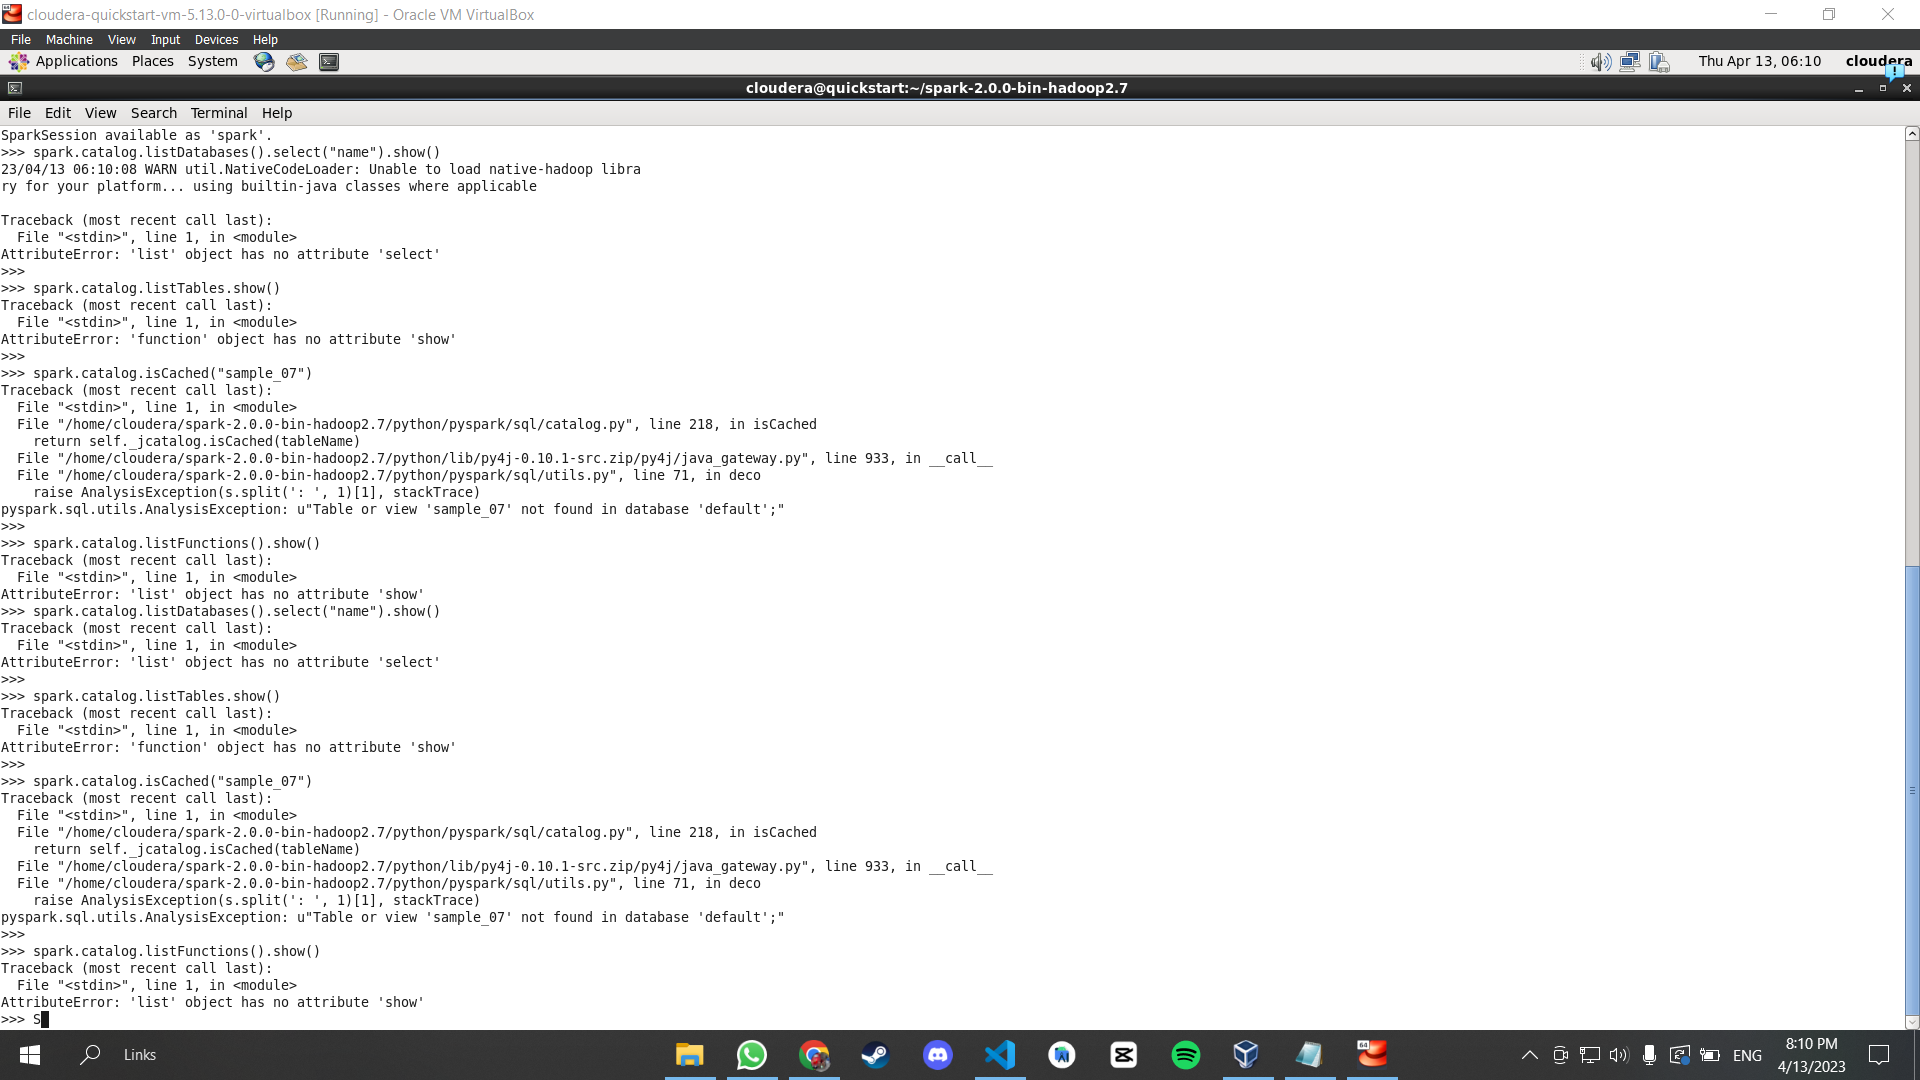 cloudera-quickstart-vm-5.13.0-0-virtualbox [Running] - Oracle VM VirtualBox
File Machine View Input Devices Help
Applications Places System Thu Apr 13, 06:10 cloudera
cloudera@quickstart:~/spark-2.0.0-bin-hadoop2.7
File Edit View Search Terminal Help
SparkSession available as 'spark'.
>>> spark.catalog.listDatabases().select("name").show()
23/04/13 06:10:08 WARN util.NativeCodeLoader: Unable to load native-hadoop libra
ry for your platform... using builtin-java classes where applicable
Traceback (most recent call last):
  File "<stdin>", line 1, in <module>
AttributeError: 'list' object has no attribute 'select'
>>>
>>> spark.catalog.listTables.show()
Traceback (most recent call last):
  File "<stdin>", line 1, in <module>
AttributeError: 'function' object has no attribute 'show'
>>>
>>> spark.catalog.isCached("sample_07")
Traceback (most recent call last):
  File "<stdin>", line 1, in <module>
  File "/home/cloudera/spark-2.0.0-bin-hadoop2.7/python/pyspark/sql/catalog.py", line 218, in isCached
    return self._jcatalog.isCached(tableName)
  File "/home/cloudera/spark-2.0.0-bin-hadoop2.7/python/lib/py4j-0.10.1-src.zip/py4j/java_gateway.py", line 933, in __call__
  File "/home/cloudera/spark-2.0.0-bin-hadoop2.7/python/pyspark/sql/utils.py", line 71, in deco
    raise AnalysisException(s.split(': ', 1)[1], stackTrace)
pyspark.sql.utils.AnalysisException: u"Table or view 'sample_07' not found in database 'default';"
>>>
>>> spark.catalog.listFunctions().show()
Traceback (most recent call last):
  File "<stdin>", line 1, in <module>
AttributeError: 'list' object has no attribute 'show'
>>> spark.catalog.listDatabases().select("name").show()
Traceback (most recent call last):
  File "<stdin>", line 1, in <module>
AttributeError: 'list' object has no attribute 'select'
>>>
>>> spark.catalog.listTables.show()
Traceback (most recent call last):
  File "<stdin>", line 1, in <module>
AttributeError: 'function' object has no attribute 'show'
>>>
>>> spark.catalog.isCached("sample_07")
Traceback (most recent call last):
  File "<stdin>", line 1, in <module>
  File "/home/cloudera/spark-2.0.0-bin-hadoop2.7/python/pyspark/sql/catalog.py", line 218, in isCached
    return self._jcatalog.isCached(tableName)
  File "/home/cloudera/spark-2.0.0-bin-hadoop2.7/python/lib/py4j-0.10.1-src.zip/py4j/java_gateway.py", line 933, in __call__
  File "/home/cloudera/spark-2.0.0-bin-hadoop2.7/python/pyspark/sql/utils.py", line 71, in deco
    raise AnalysisException(s.split(': ', 1)[1], stackTrace)
pyspark.sql.utils.AnalysisException: u"Table or view 'sample_07' not found in database 'default';"
>>>
>>> spark.catalog.listFunctions().show()
Traceback (most recent call last):
  File "<stdin>", line 1, in <module>
AttributeError: 'list' object has no attribute 'show'
>>> S
Links
64
ENG
8:10 PM
4/13/2023